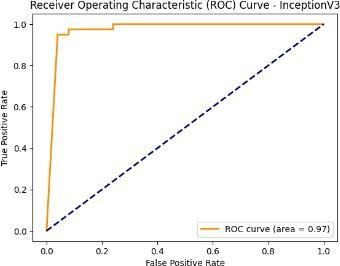 Receiver Operating Characteristic (ROC) Curve - InceptionV3
1.0
0.8
0.6
0.4
0.2
0.0
True Positive Rate
ROC curve (area = 0.97)
0.0 0.2 0.4 0.6 0.8 1.0
False Positive Rate